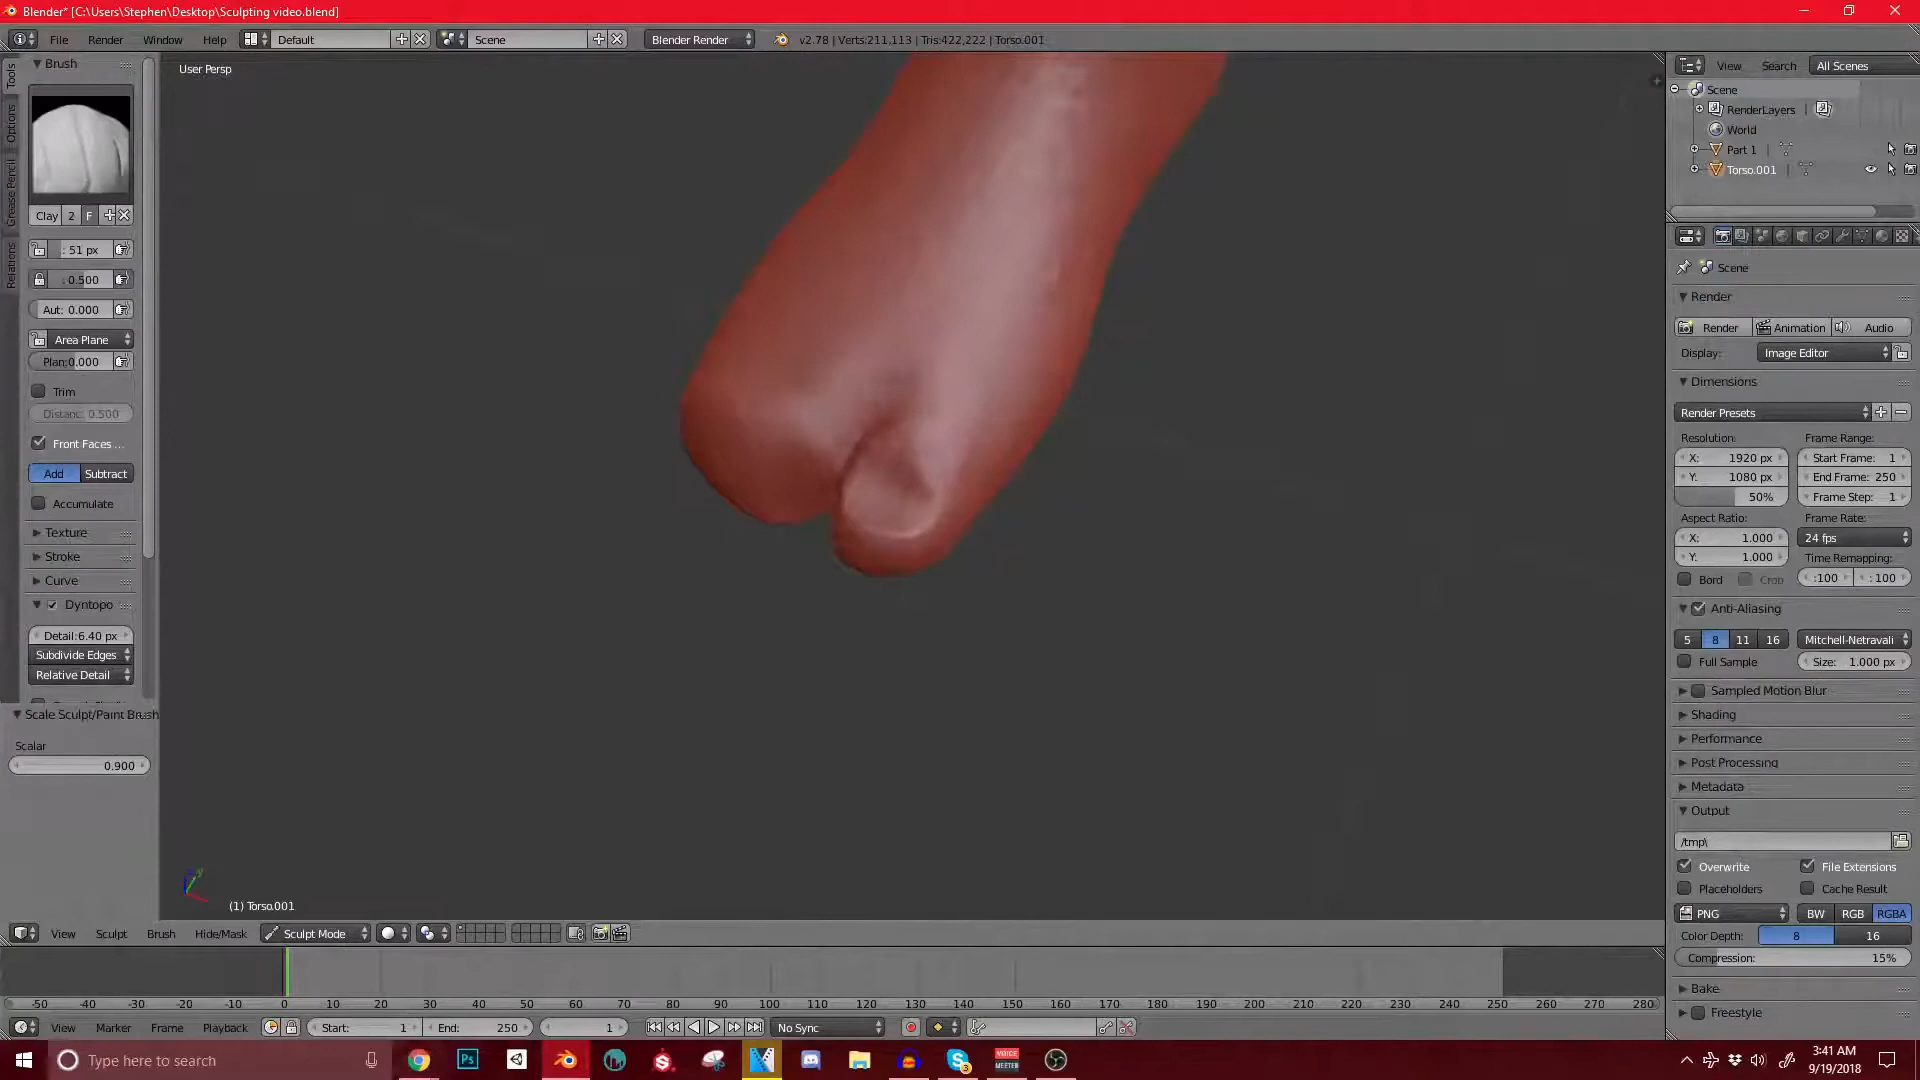 Blender* [C:\Users\Stephen\Desktop\Sculpting video.blend]
File Render Window Help Default Scene Blender Render v2.78 | Verts:211,113 | Tris:422,222 | Torso.001
Tools
Options
Grease Pencil
Relations
Brush
Clay 2 F
: 51 px
0.500
Aut: 0.000
Area Plane
Plan:0.000
Trim
Distanc: 0.500
Front Faces ...
Add Subtract
Accumulate
Texture
Stroke
Curve
Dyntopo
Detail:6.40 px
Subdivide Edges
Relative Detail
Scale Sculpt/Paint Brush
Scalar
0.900
User Persp
(1) Torso.001
View Sculpt Brush Hide/Mask Sculpt Mode
-50 -40 -30 -20 -10 0 10 20 30 40 50 60 70 80 90 100 110 120 130 140 150 160 170 180 190 200 210 220 230 240 250 260 270 280
View Marker Frame Playback Start: 1 End: 250 1 No Sync
View Search All Scenes
Scene
RenderLayers
World
Part 1
Torso.001
Scene
Render
Render Animation Audio
Display: Image Editor
Dimensions
Render Presets
Resolution: Frame Range:
X: 1920 px Start Frame: 1
Y: 1080 px End Frame: 250
50% Frame Step: 1
Aspect Ratio: Frame Rate:
X: 1.000 24 fps
Y: 1.000 Time Remapping:
Bord Crop :100 : 100
Anti-Aliasing
5 8 11 16 Mitchell-Netravali
Full Sample Size: 1.000 px
Sampled Motion Blur
Shading
Performance
Post Processing
Metadata
Output
/tmp\
Overwrite File Extensions
Placeholders Cache Result
PNG BW RGB RGBA
Color Depth: 8 16
Compression: 15%
Bake
Freestyle
Type here to search
Ps
VOICE
MEETER
3:41 AM
9/19/2018